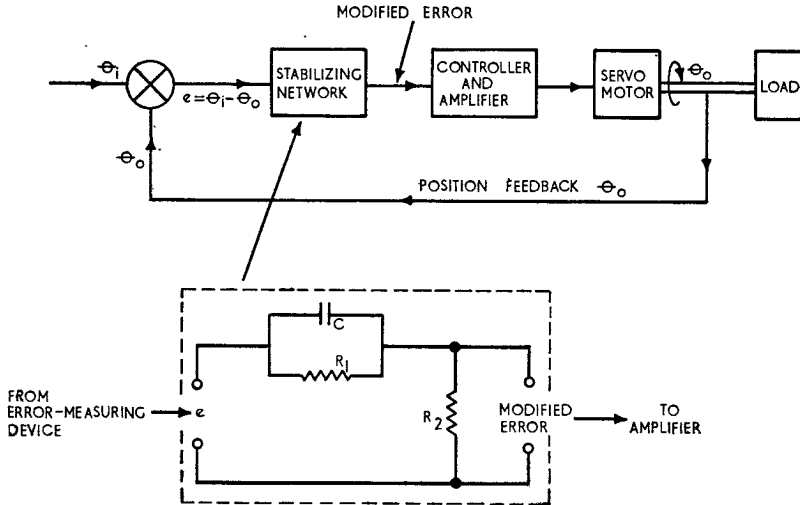 MODIFIED ERROR
θi
e=θi-θo
STABILIZING
NETWORK
CONTROLLER
AND
AMPLIFIER
SERVO
MOTOR
θo
LOAD
θo
POSITION FEEDBACK θo
C
R1
FROM
ERROR-MEASURING
DEVICE
e
R2
MODIFIED
ERROR
TO
AMPLIFIER